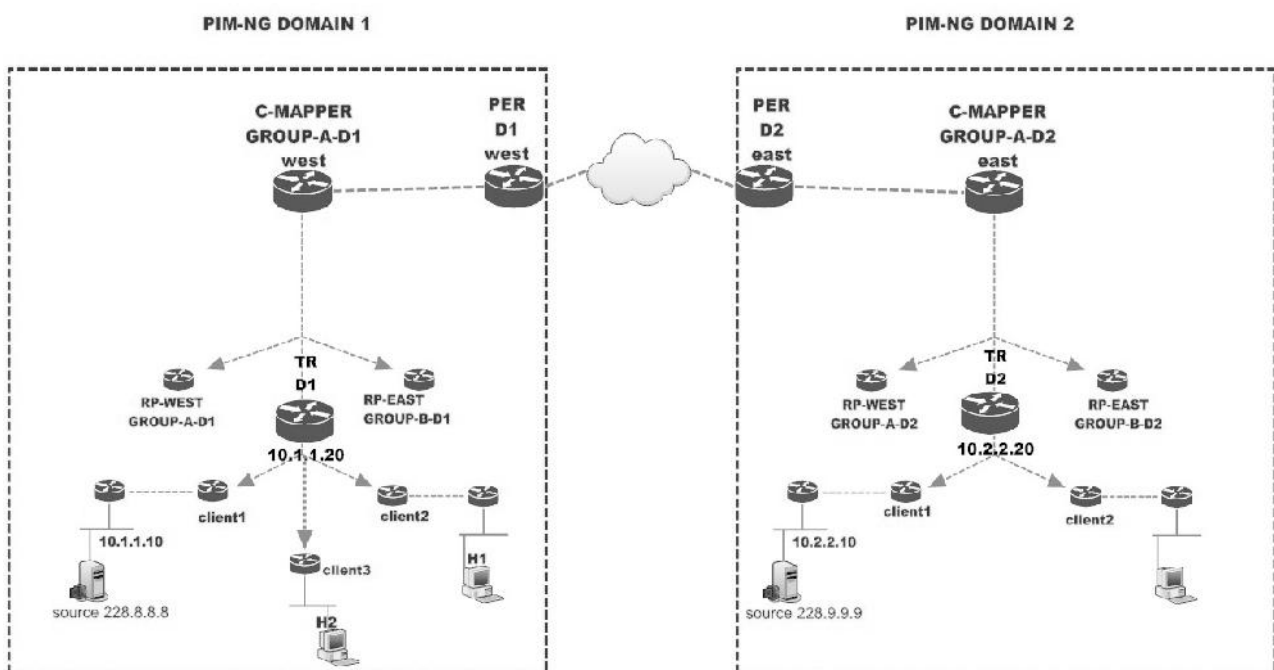 PIM-NG DOMAIN 1
PIM-NG DOMAIN 2
C-MAPPER
GROUP-A-D1
west
PER
D1
west
PER
D2
east
C-MAPPER
GROUP-A-D2
east
TR
D1
RP-WEST
GROUP-A-D1
RP-EAST
GROUP-B-D1
10.1.1.20
client1
client2
10.1.1.10
client3
H1
source 228.8.8.8
H2
TR
D2
RP-WEST
GROUP-A-D2
RP-EAST
GROUP-B-D2
10.2.2.20
client1
client2
10.2.2.10
source 228.9.9.9